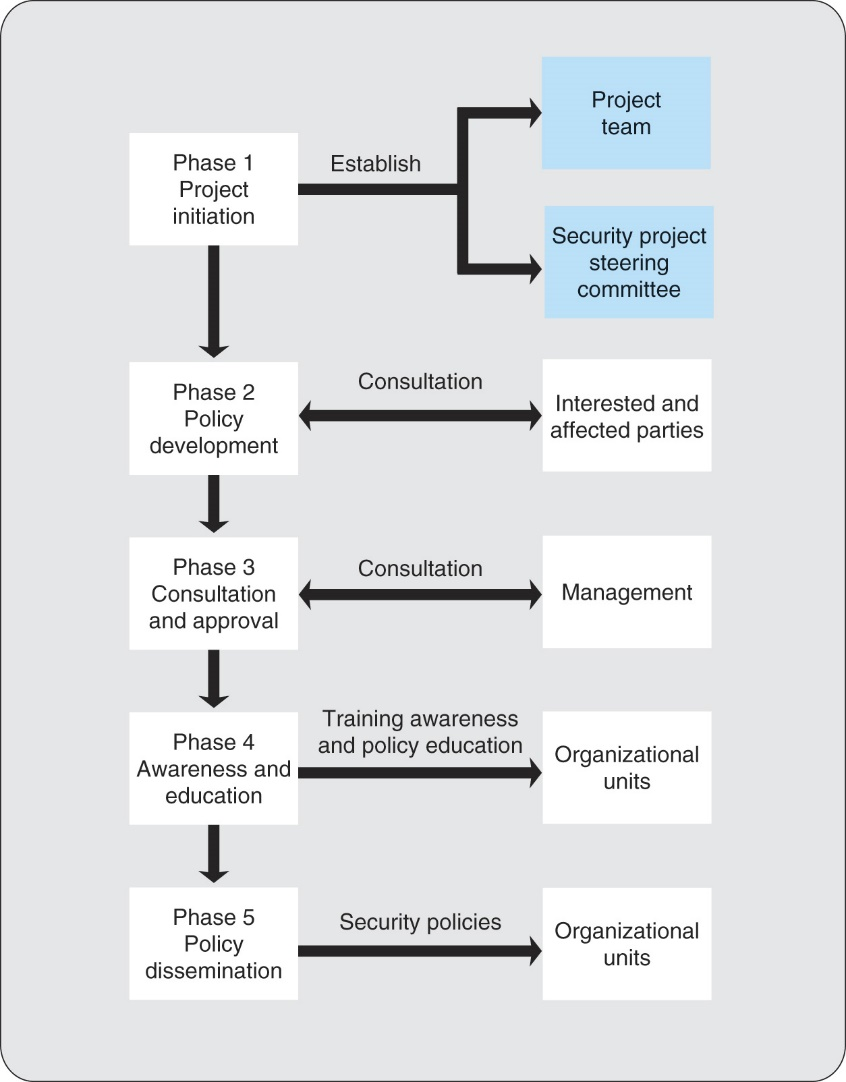 Phase 1
Project
initiation
Establish
Project
team
Security project
steering
committee
Phase 2
Policy
development
Consultation
Interested and
affected parties
Phase 3
Consultation
and approval
Consultation
Management
Phase 4
Awareness and
education
Training awareness
and policy education
Organizational
units
Phase 5
Policy
dissemination
Security policies
Organizational
units